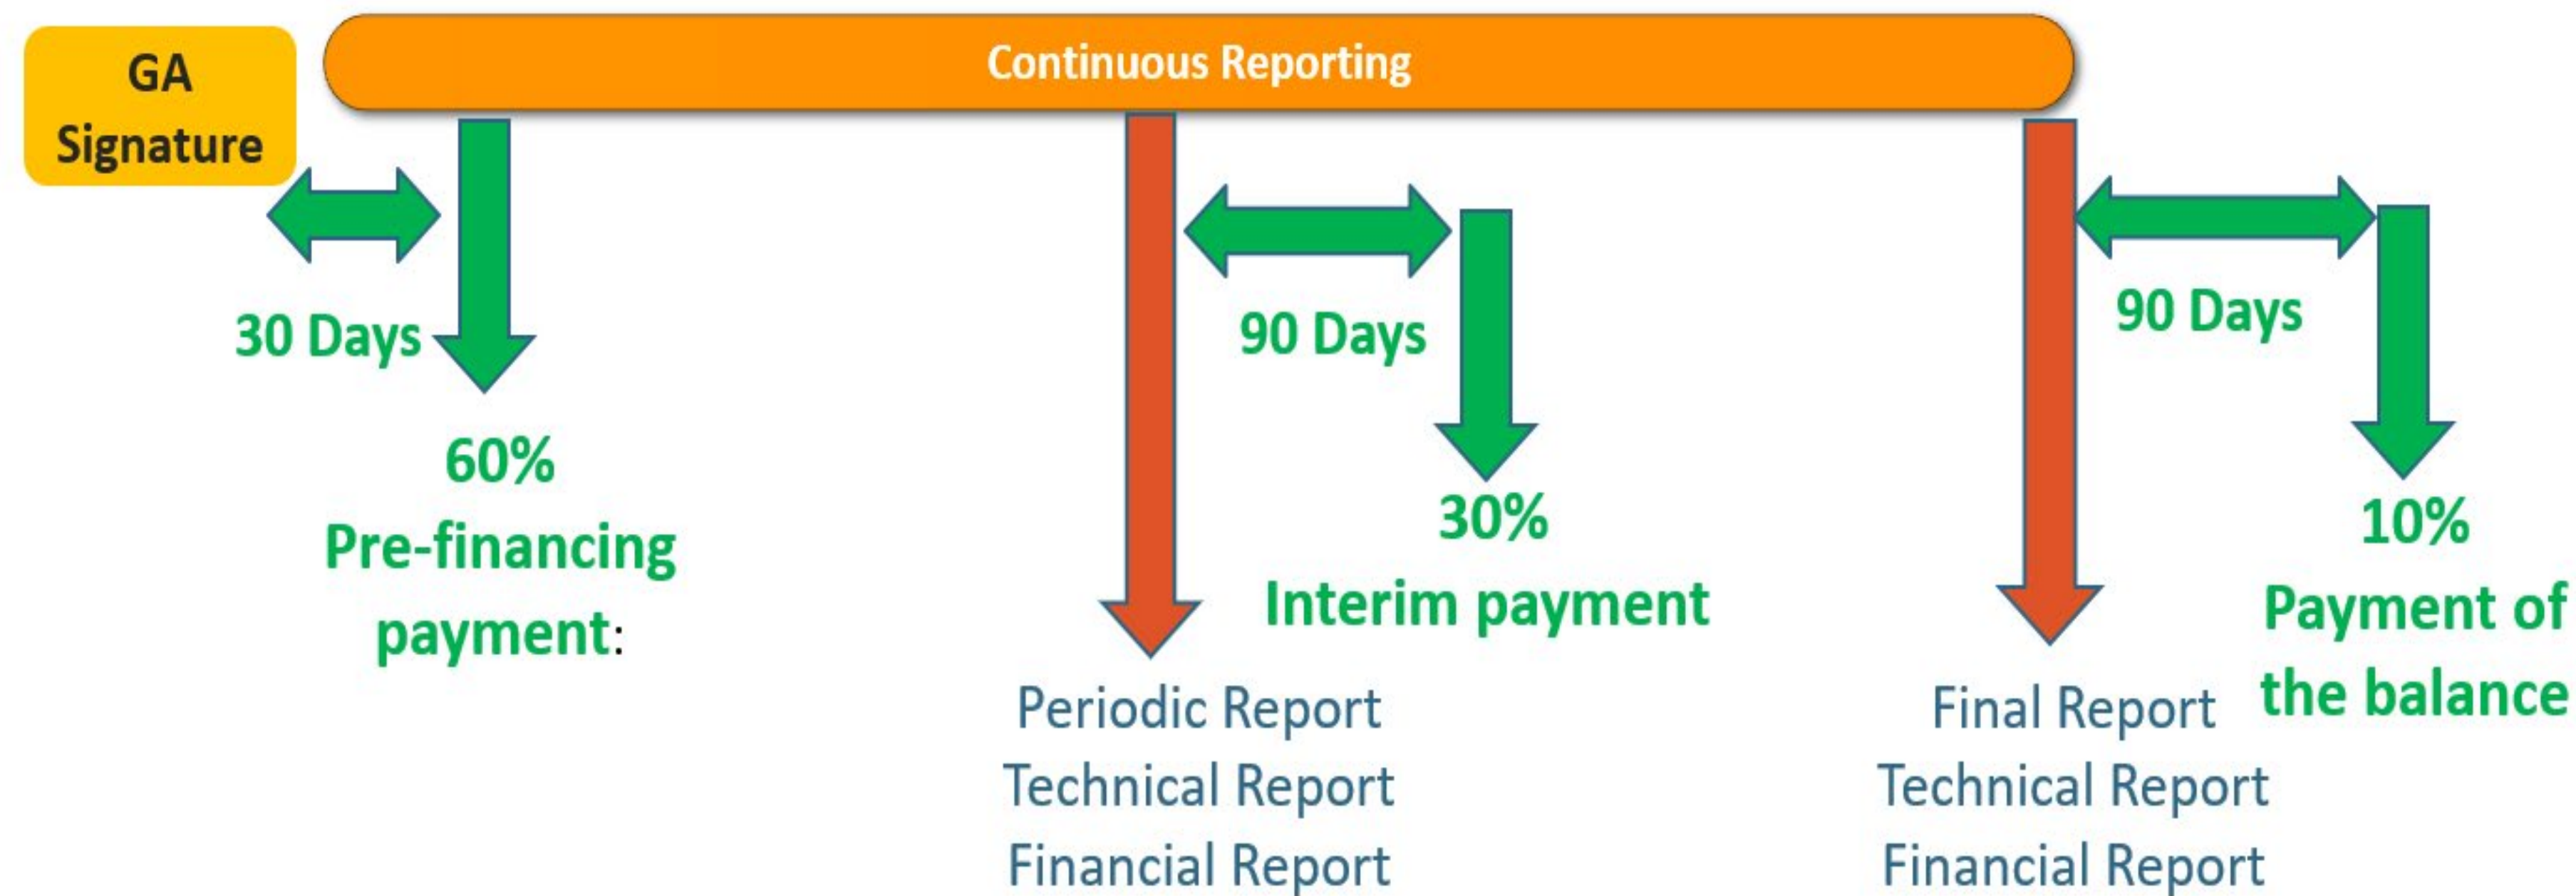 GA
Signature
Continuous Reporting
30 Days
60%
Pre-financing
payment:
90 Days
30%
Interim payment
Periodic Report
Technical Report
Financial Report
90 Days
10%
Payment of
the balance
Final Report
Technical Report
Financial Report